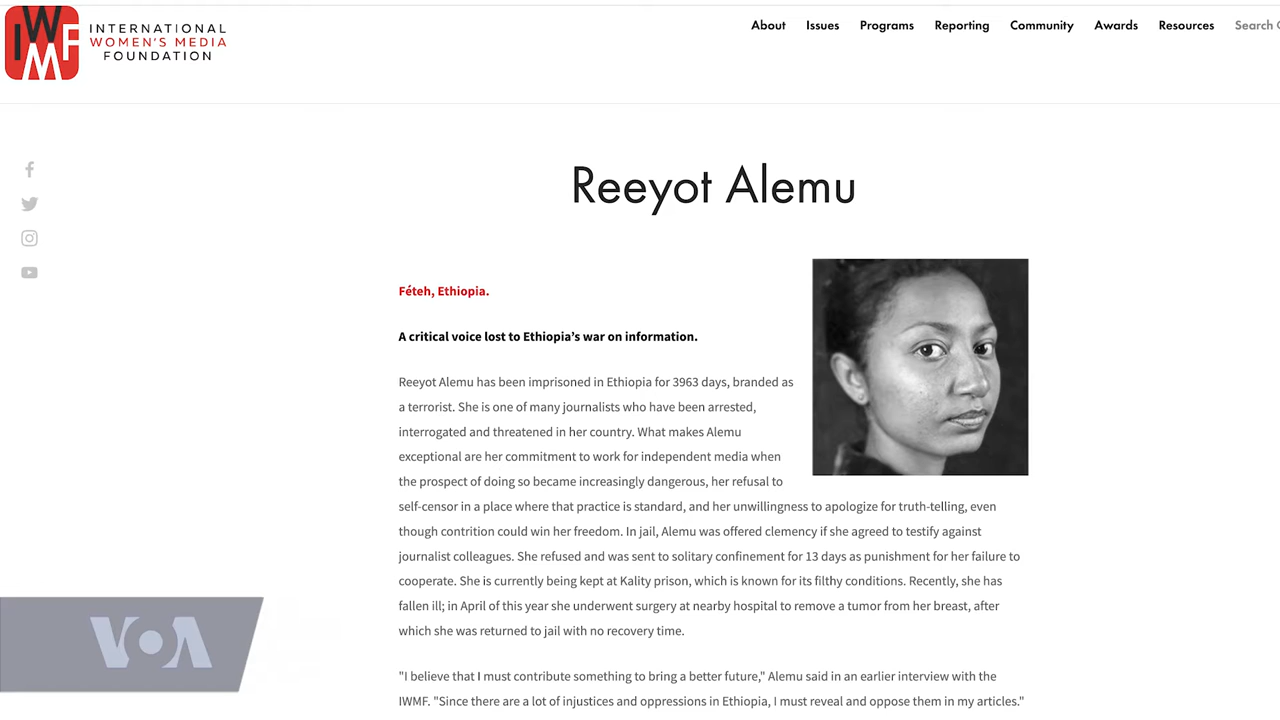 IWMF
INTERNATIONAL
WOMEN'S MEDIA
FOUNDATION
About Issues Programs Reporting Community Awards Resources Search
Reeyot Alemu
Féteh, Ethiopia.
A critical voice lost to Ethiopia’s war on information.
Reeyot Alemu has been imprisoned in Ethiopia for 3963 days, branded as
a terrorist. She is one of many journalists who have been arrested,
interrogated and threatened in her country. What makes Alemu
exceptional are her commitment to work for independent media when
the prospect of doing so became increasingly dangerous, her refusal to
self-censor in a place where that practice is standard, and her unwillingness to apologize for truth-telling, even
though contrition could win her freedom. In jail, Alemu was offered clemency if she agreed to testify against
journalist colleagues. She refused and was sent to solitary confinement for 13 days as punishment for her failure to
cooperate. She is currently being kept at Kality prison, which is known for its filthy conditions. Recently, she has
fallen ill; in April of this year she underwent surgery at nearby hospital to remove a tumor from her breast, after
which she was returned to jail with no recovery time.
"I believe that I must contribute something to bring a better future," Alemu said in an earlier interview with the
IWMF. "Since there are a lot of injustices and oppressions in Ethiopia, I must reveal and oppose them in my articles."
VOA